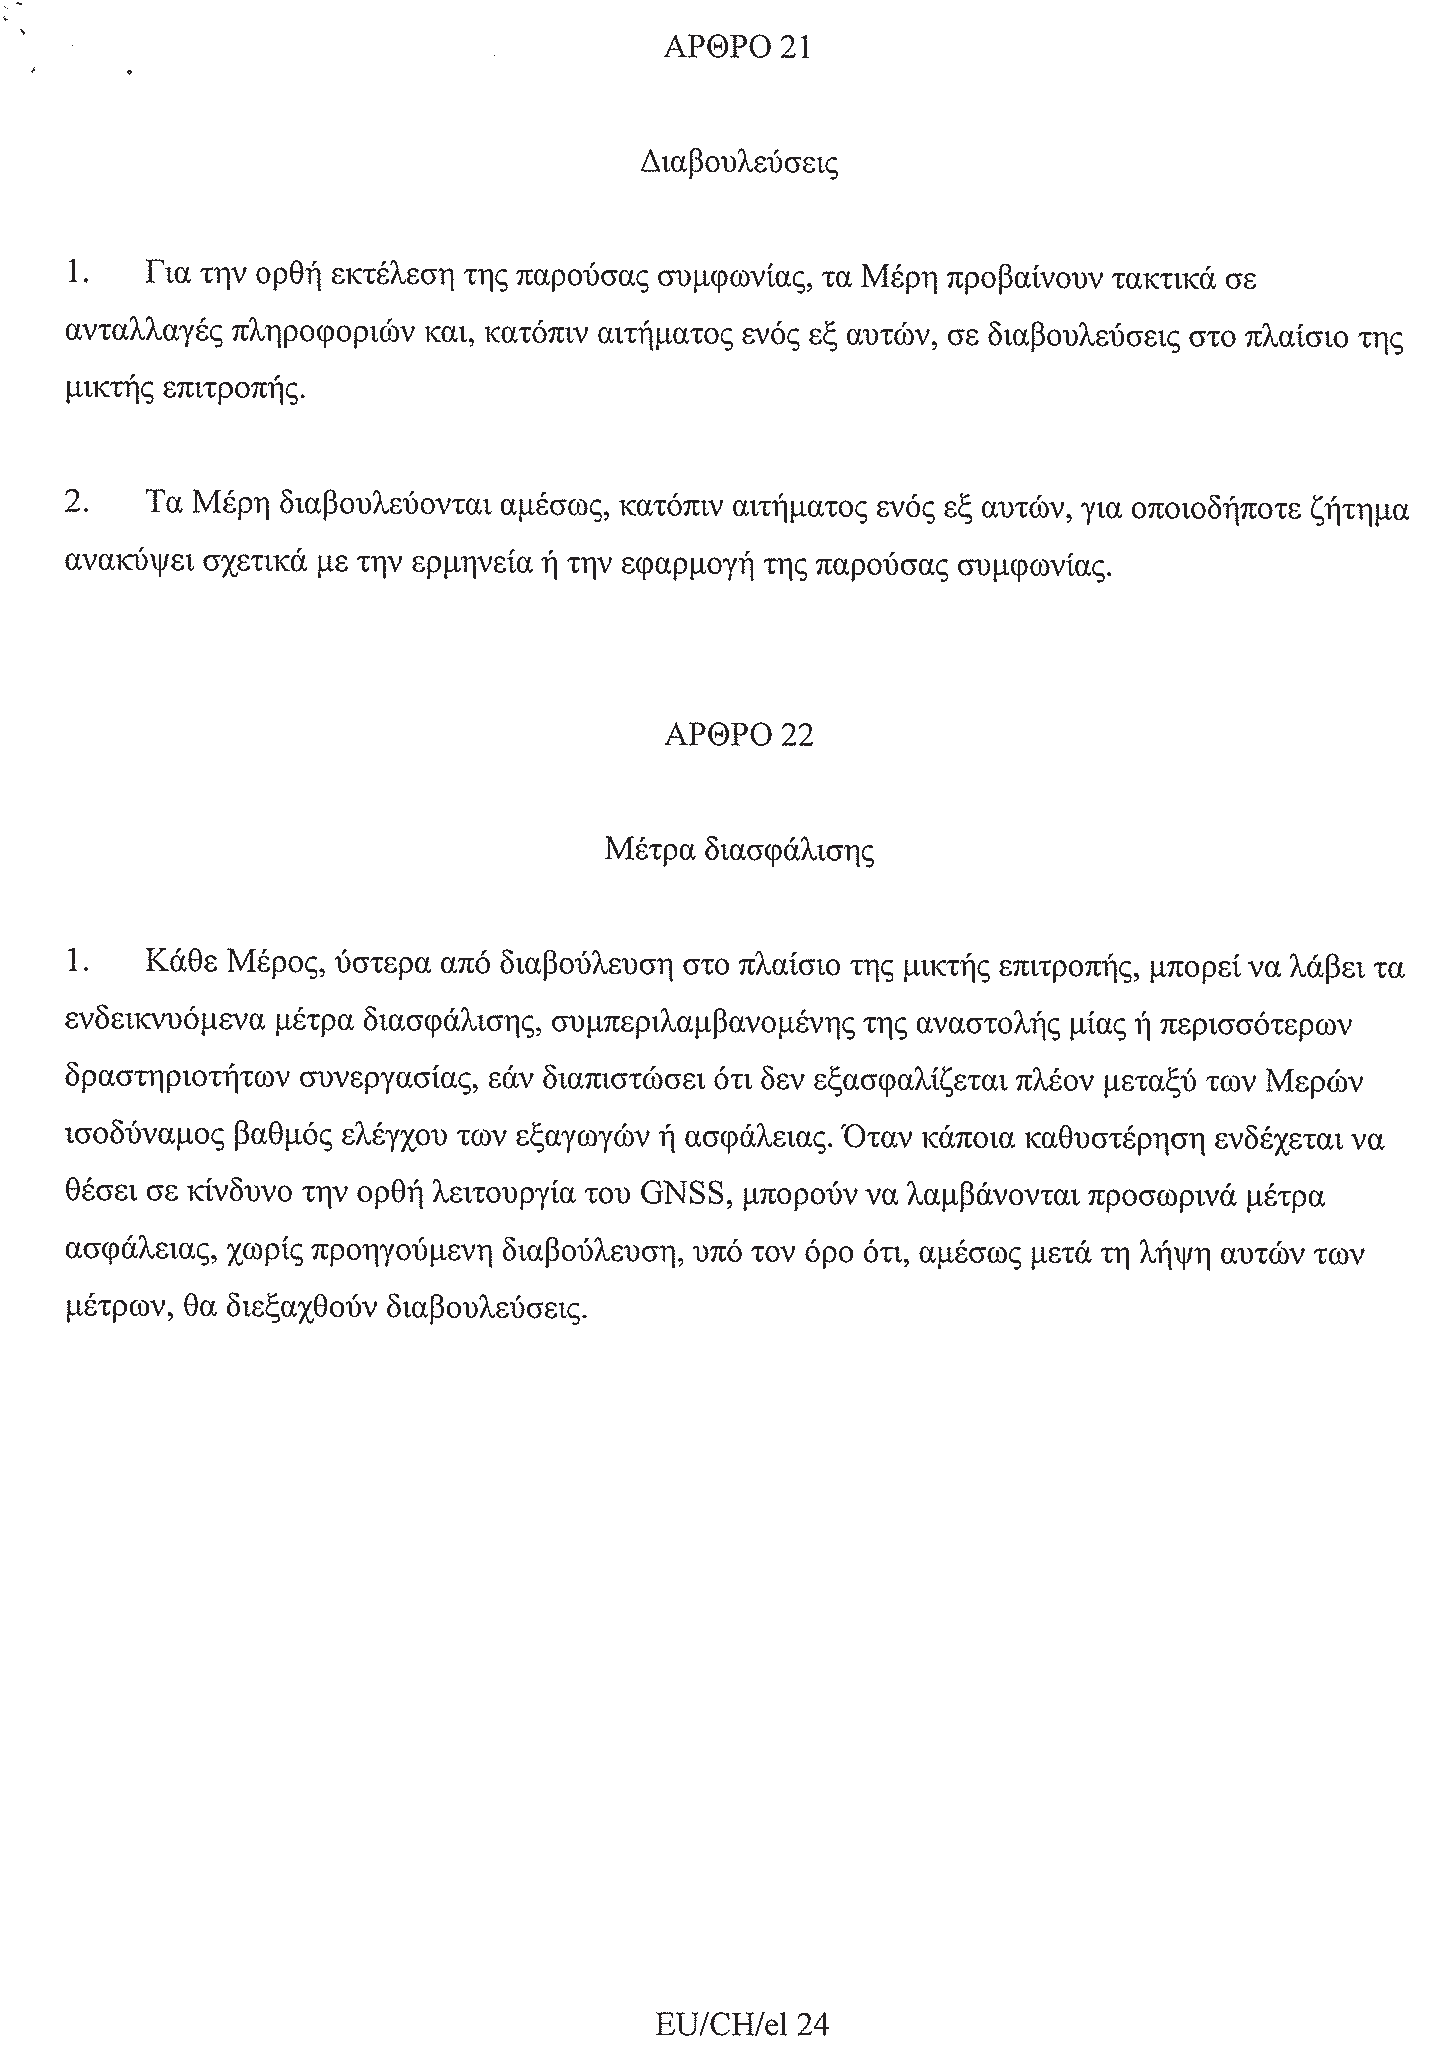 ΑΡΘΡΟ 21
Διαβουλεύσεις
1. Για την ορθή εκτέλεση της παρούσας συμφωνίας, τα Μέρη προβαίνουν τακτικά σε
ανταλλαγές πληροφοριών και, κατόπιν αιτήματος ενός εξ αυτών, σε διαβουλεύσεις στο πλαίσιο της
μικτής επιτροπής.
2. Τα Μέρη διαβουλεύονται αμέσως, κατόπιν αιτήματος ενός εξ αυτών, για οποιοδήποτε ζήτημα
ανακύψει σχετικά με την ερμηνεία ή την εφαρμογή της παρούσας συμφωνίας.
ΑΡΘΡΟ 22
Μέτρα διασφάλισης
1. Κάθε Μέρος, ύστερα από διαβούλευση στο πλαίσιο της μικτής επιτροπής, μπορεί να λάβει τα
ενδεικνυόμενα μέτρα διασφάλισης, συμπεριλαμβανομένης της αναστολής μίας ή περισσότερων
δραστηριοτήτων συνεργασίας, εάν διαπιστώσει ότι δεν εξασφαλίζεται πλέον μεταξύ των Μερών
ισοδύναμος βαθμός ελέγχου των εξαγωγών ή ασφάλειας. Όταν κάποια καθυστέρηση ενδέχεται να
θέσει σε κίνδυνο την ορθή λειτουργία του GNSS, μπορούν να λαμβάνονται προσωρινά μέτρα
ασφάλειας, χωρίς προηγούμενη διαβούλευση, υπό τον όρο ότι, αμέσως μετά τη λήψη αυτών των
μέτρων, θα διεξαχθούν διαβουλεύσεις.
EU/CH/el 24